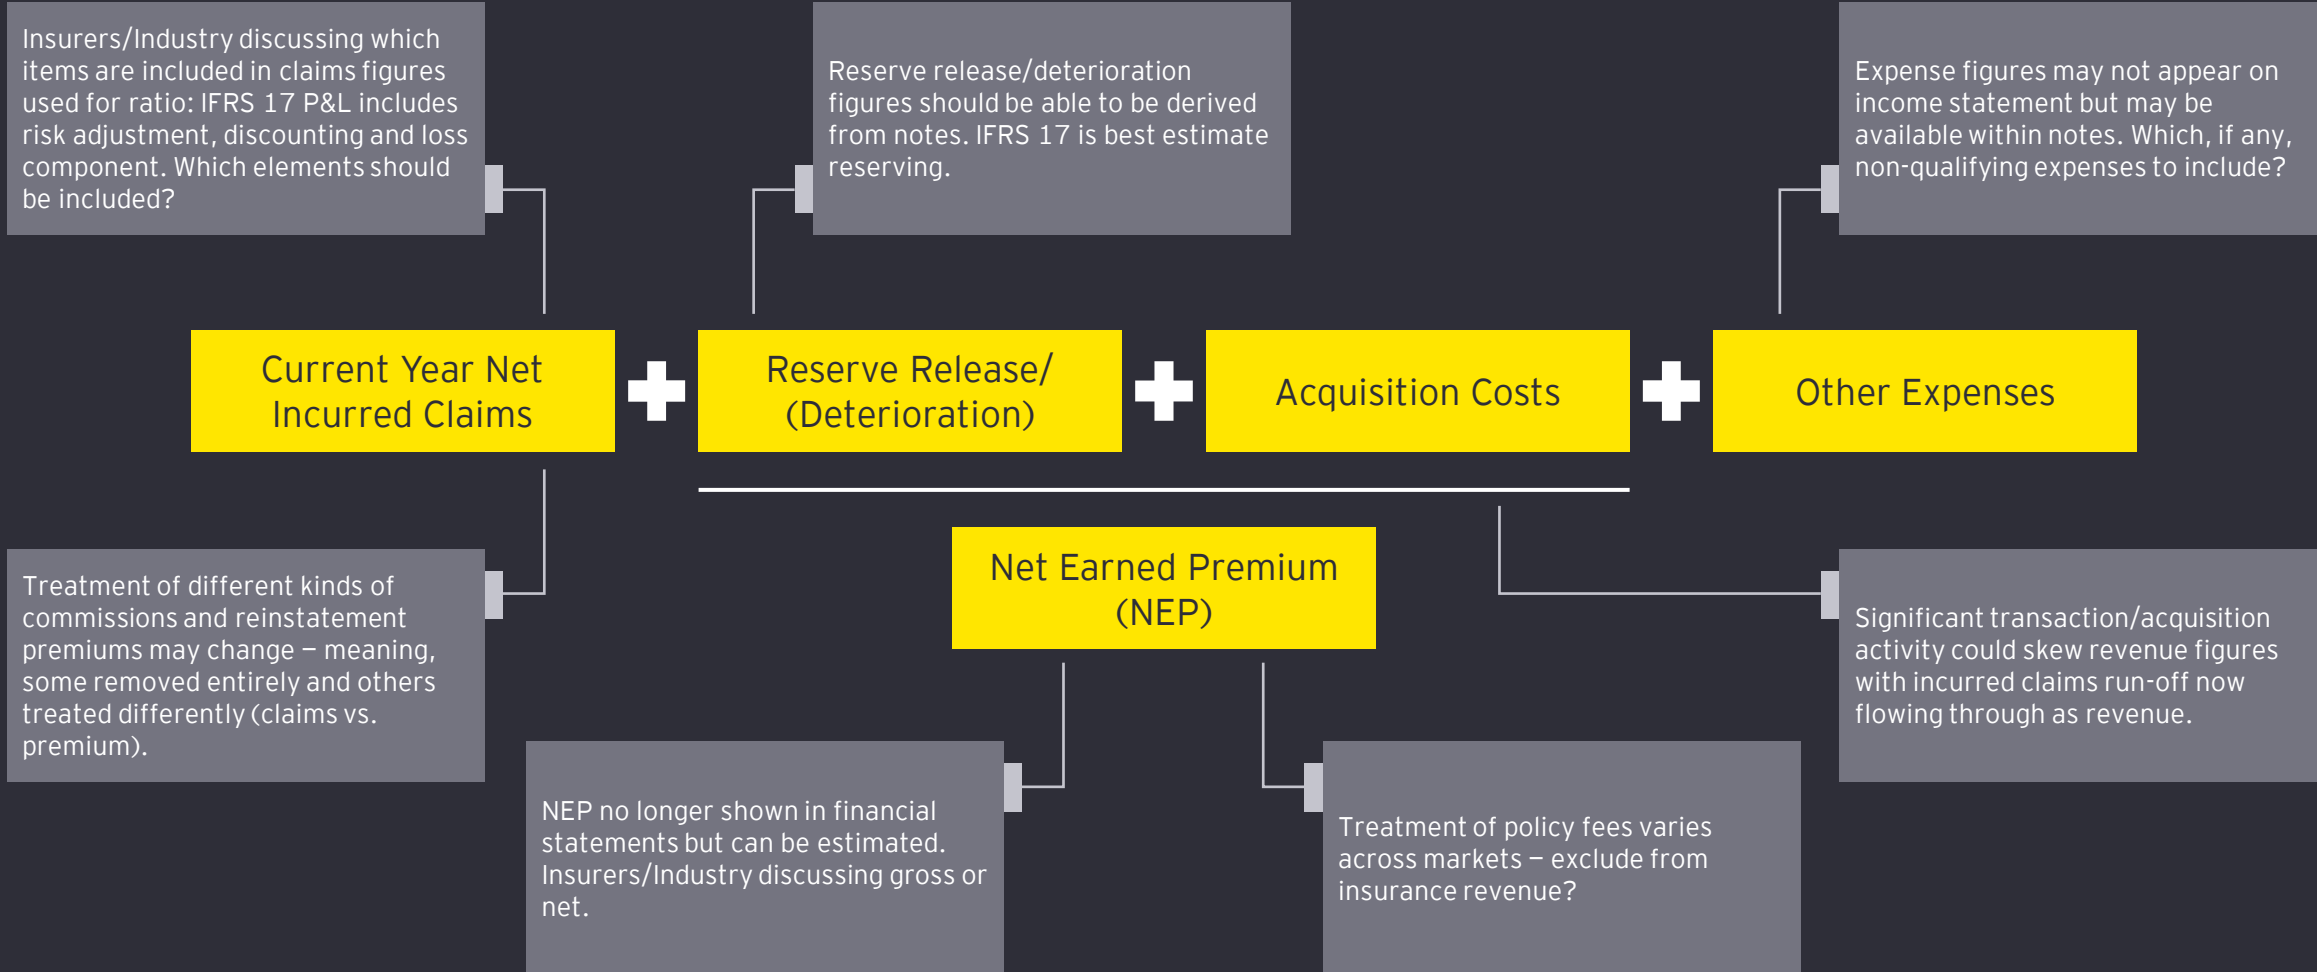 Insurers/Industry discussing which
items are included in claims figures
used for ratio: IFRS 17 P&L includes
risk adjustment, discounting and loss
component. Which elements should
be included?
Reserve release/deterioration
figures should be able to be derived
from notes. IFRS 17 is best estimate
reserving.
Expense figures may not appear on
income statement but may be
available within notes. Which, if any,
non-qualifying expenses to include?
Current Year Net
Incurred Claims
Reserve Release/
(Deterioration)
Acquisition Costs
Other Expenses
Net Earned Premium
(NEP)
Treatment of different kinds of
commissions and reinstatement
premiums may change – meaning,
some removed entirely and others
treated differently (claims vs.
premium).
NEP no longer shown in financial
statements but can be estimated.
Insurers/Industry discussing gross or
net.
Treatment of policy fees varies
across markets – exclude from
insurance revenue?
Significant transaction/acquisition
activity could skew revenue figures
with incurred claims run-off now
flowing through as revenue.